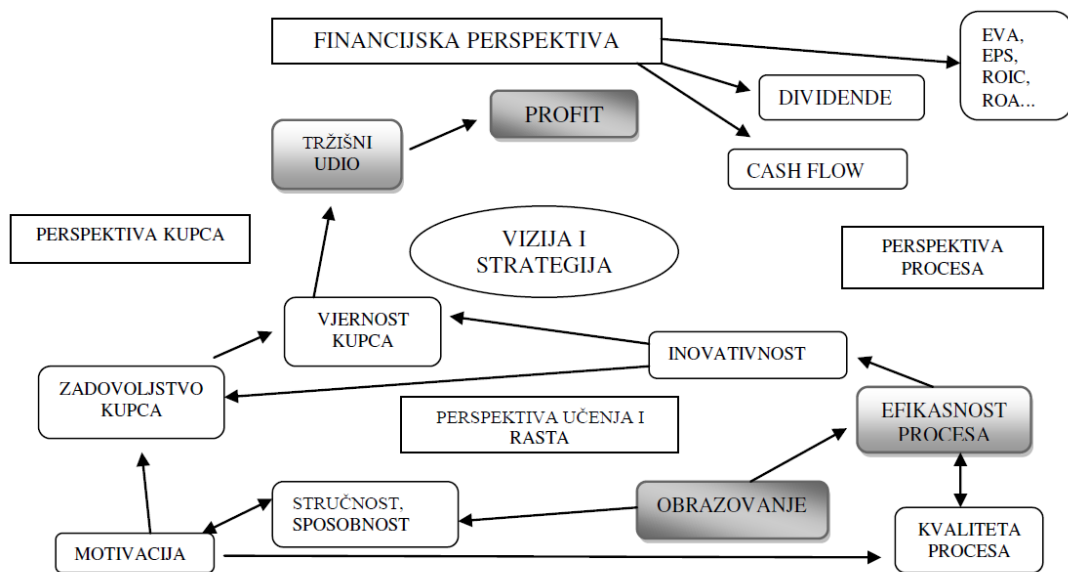 FINANCIJSKA PERSPEKTIVA
EVA,
EPS,
ROIC,
ROA...
DIVIDENDE
PROFIT
TRŽIŠNI
UDIO
CASH FLOW
PERSPEKTIVA KUPCA
VIZIJA I
STRATEGIJA
PERSPEKTIVA
PROCESA
VJERNOST
KUPCA
INOVATIVNOST
ZADOVOLJSTVO
KUPCA
PERSPEKTIVA UČENJA I
RASTA
EFIKASNOST
PROCESA
STRUČNOST,
SPOSOBNOST
OBRAZOVANJE
MOTIVACIJA
KVALITETA
PROCESA